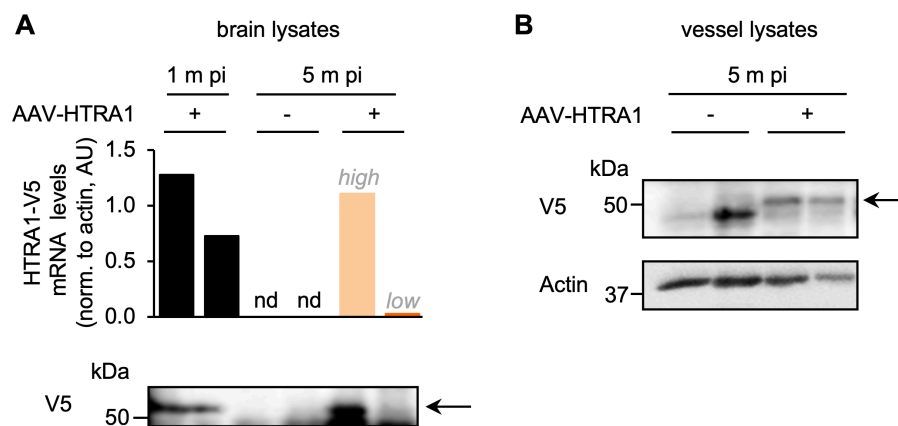 A
brain lysates
1 m pi
5 m pi
AAV-HTRA1
+
-
+
HTRA1-V5
mRNA levels
(norm. to actin, AU)
1.5
1.0
0.5
0.0
nd
nd
high
low
kDa
V5
50
B
vessel lysates
5 m pi
AAV-HTRA1
-
+
kDa
V5
50
Actin
37